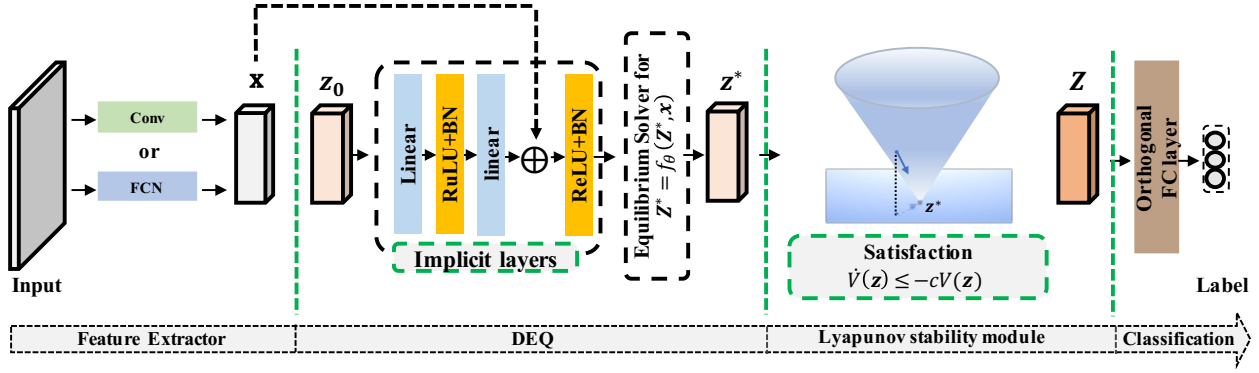 Input
Conv
or
FCN
x
z₀
Linear
RuLU+BN
linear
ReLU+BN
Implicit layers
Equilibrium Solver for
Z* = f_θ(Z*, x)
z*
z*
Satisfaction
V̇(z) ≤ −cV(z)
Z
Orthogonal
FC layer
Label
Feature Extractor
DEQ
Lyapunov stability module
Classification